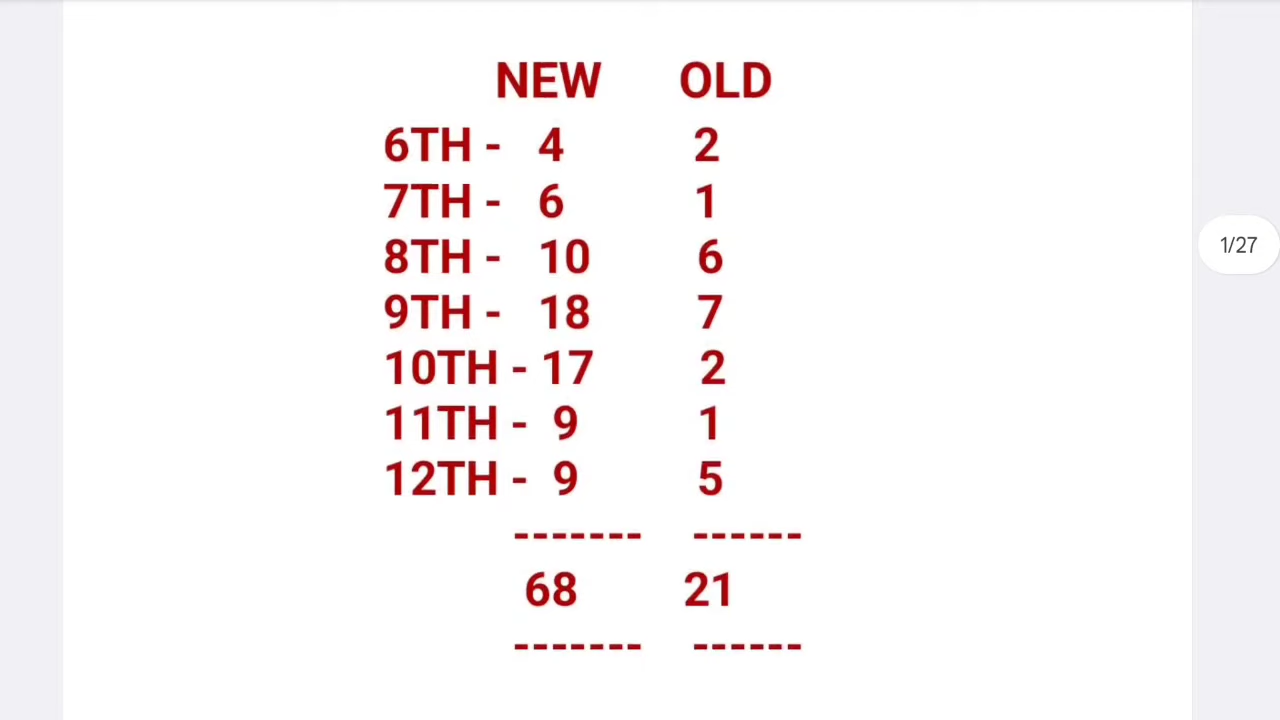 NEW OLD
6TH - 4 2
7TH - 6 1
8TH - 10 6
9TH - 18 7
10TH - 17 2
11TH - 9 1
12TH - 9 5
------- ------
68 21
------- ------
1/27